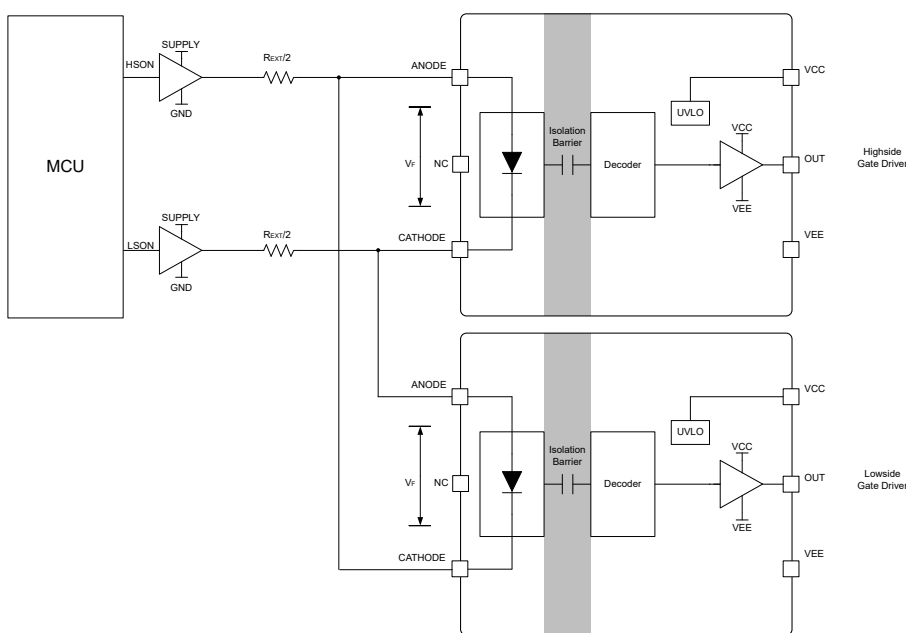 MCU
HSON
SUPPLY
GND
REXT/2
LSON
SUPPLY
GND
REXT/2
ANODE
VF
NC
CATHODE
Isolation
Barrier
Decoder
UVLO
VCC
VEE
VCC
OUT
VEE
Highside
Gate Driver
ANODE
VF
NC
CATHODE
Isolation
Barrier
Decoder
UVLO
VCC
VEE
VCC
OUT
VEE
Lowside
Gate Driver